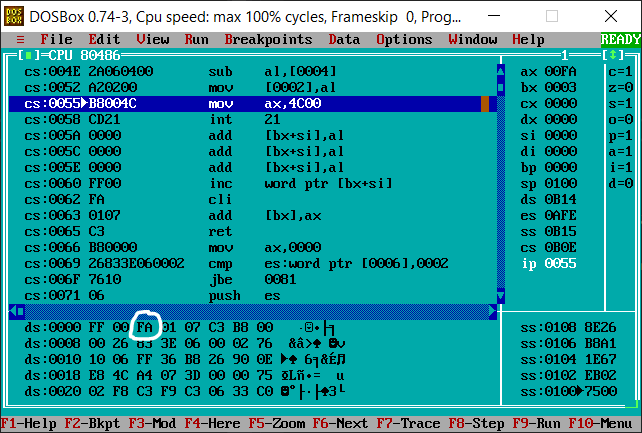 DOSBox 0.74-3, Cpu speed: max 100% cycles, Frameskip 0, Prog...
≡ File Edit View Run Breakpoints Data Options Window Help READY
[■]=CPU 80486 1 [↕]
cs:004E 2A060400 sub al,[0004]
cs:0052 A20200 mov [0002],al
cs:0055►B8004C mov ax,4C00
cs:0058 CD21 int 21
cs:005A 0000 add [bx+si],al
cs:005C 0000 add [bx+si],al
cs:005E 0000 add [bx+si],al
cs:0060 FF00 inc word ptr [bx+si]
cs:0062 FA cli
cs:0063 0107 add [bx],ax
cs:0065 C3 ret
cs:0066 B80000 mov ax,0000
cs:0069 26833E060002 cmp es:word ptr [0006],0002
cs:006F 7610 jbe 0081
cs:0071 06 push es
ax 00FA c=1
bx 0003 z=0
cx 0000 s=1
dx 0000 o=0
si 0000 p=1
di 0000 a=1
bp 0000 i=1
sp 0100 d=0
ds 0B14
es 0AFE
ss 0B15
cs 0B0E
ip 0055
ds:0000 FF 00 FA 01 07 C3 B8 00
ds:0008 00 26 83 3E 06 00 02 76
ds:0010 10 06 FF 36 B8 26 90 0E
ds:0018 E8 4C A4 07 3D 00 00 75
ds:0020 02 F8 C3 F9 C3 06 33 C0
ss:0108 8E26
ss:0106 B8A1
ss:0104 1E67
ss:0102 EB02
ss:0100►7500
F1-Help F2-Bkpt F3-Mod F4-Here F5-Zoom F6-Next F7-Trace F8-Step F9-Run F10-Menu